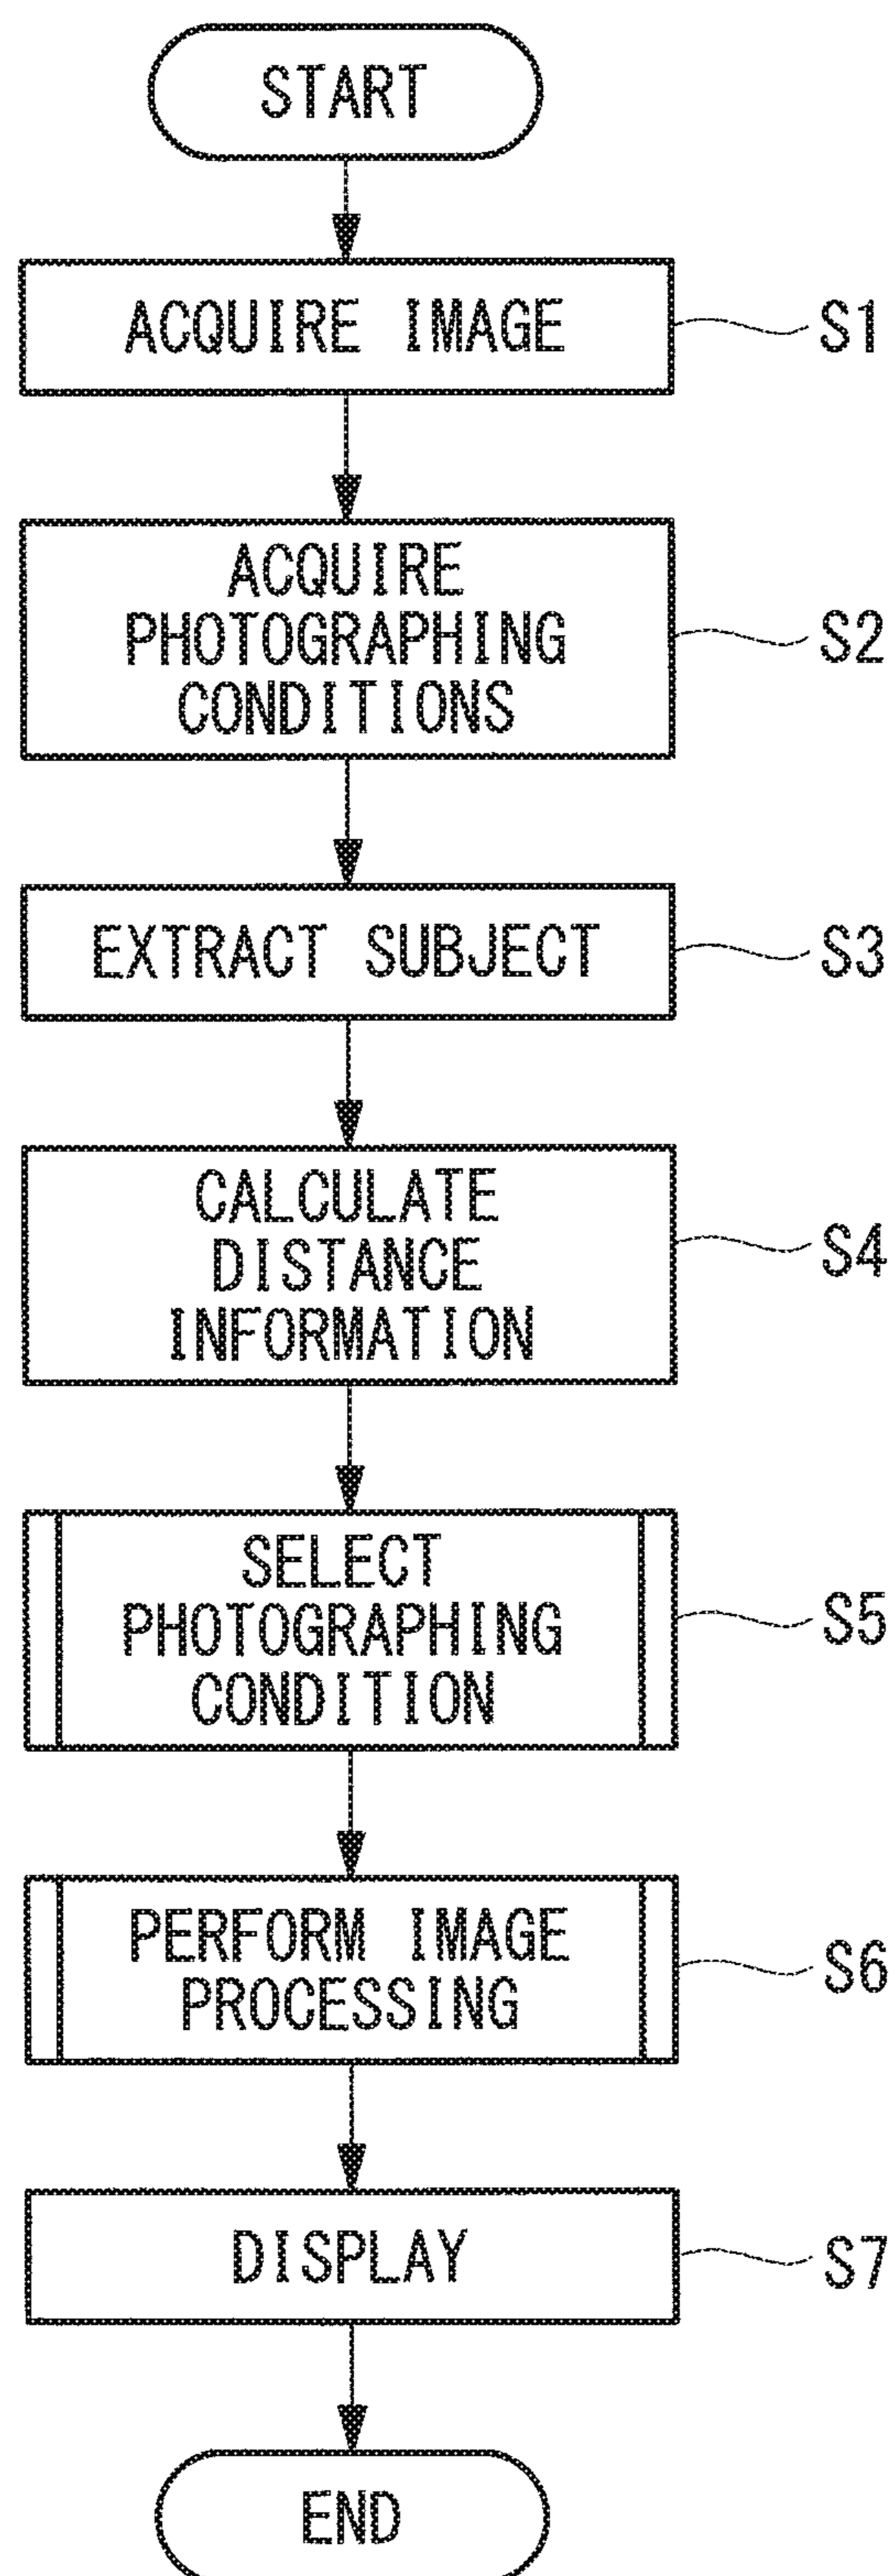 START
ACQUIRE IMAGE
S1
ACQUIRE
PHOTOGRAPHING
CONDITIONS
S2
EXTRACT SUBJECT
S3
CALCULATE
DISTANCE
INFORMATION
S4
SELECT
PHOTOGRAPHING
CONDITION
S5
PERFORM IMAGE
PROCESSING
S6
DISPLAY
S7
END